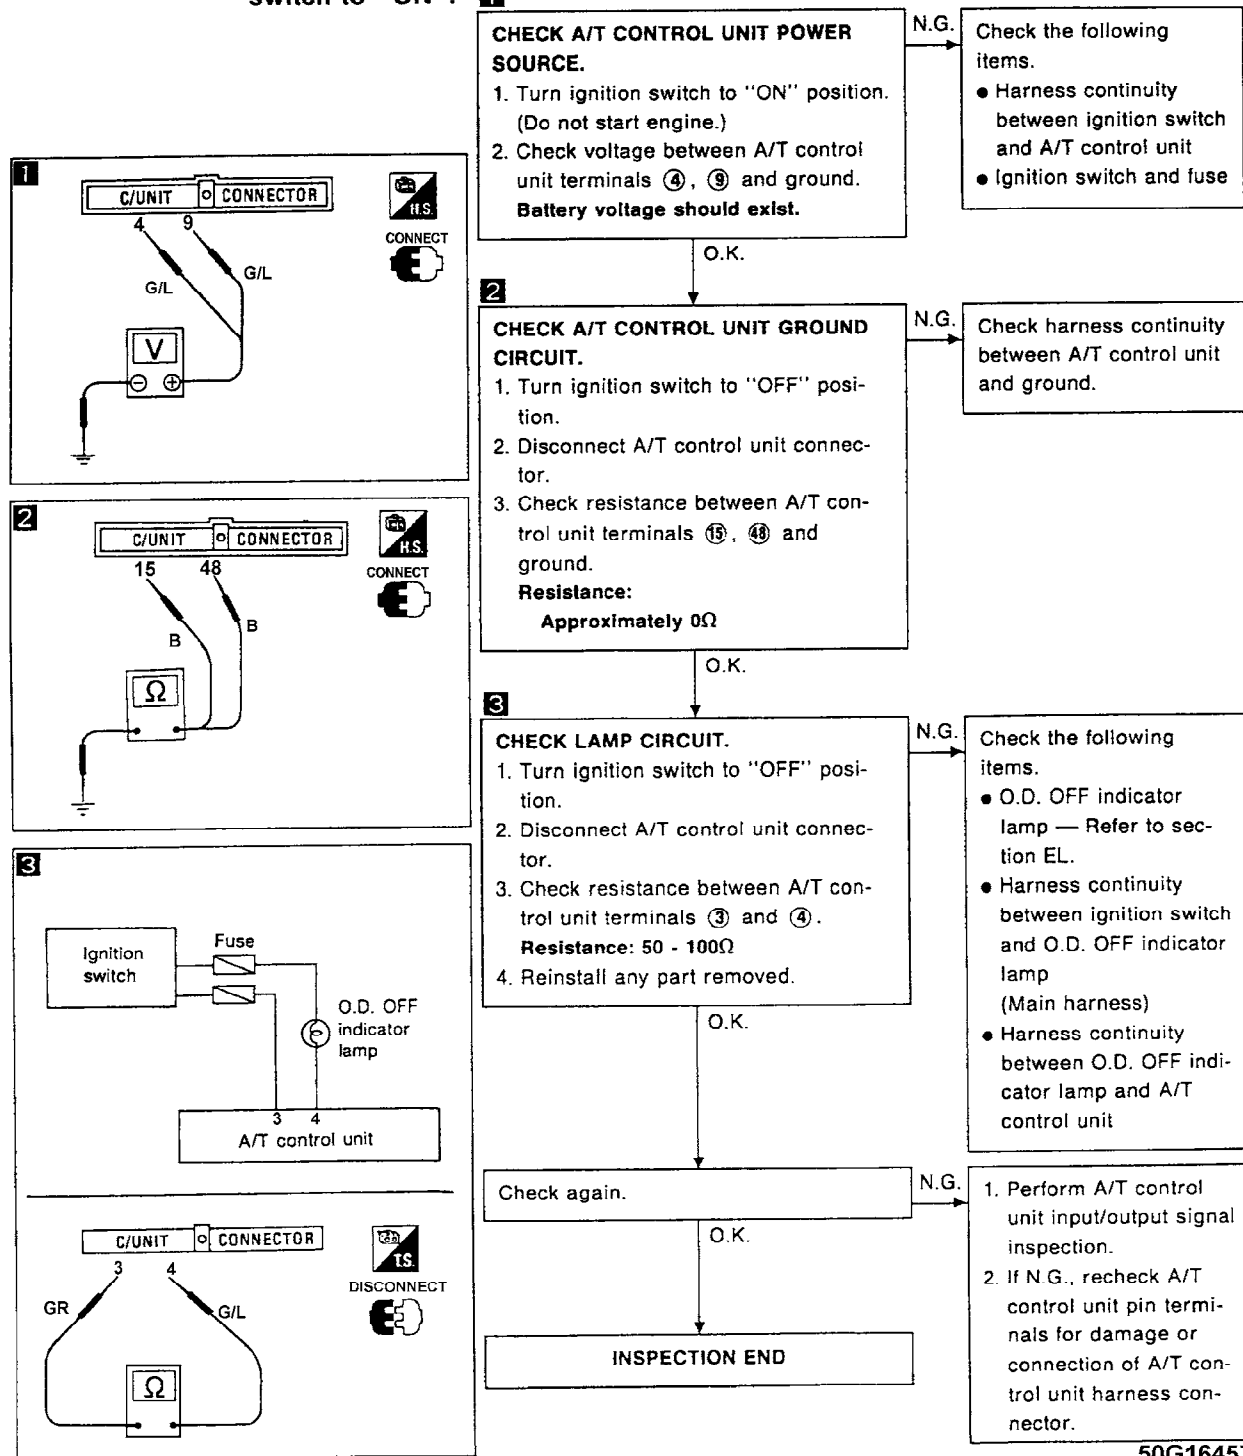 1
CHECK A/T CONTROL UNIT POWER
SOURCE.
1. Turn ignition switch to "ON" position.
(Do not start engine.)
2. Check voltage between A/T control
unit terminals ④, ⑨ and ground.
Battery voltage should exist.
N.G.
Check the following
items.
● Harness continuity
between ignition switch
and A/T control unit
● Ignition switch and fuse
O.K.
1
C/UNIT CONNECTOR
H.S.
CONNECT
4 9
G/L G/L
V
⊖ ⊕
2
CHECK A/T CONTROL UNIT GROUND
CIRCUIT.
1. Turn ignition switch to "OFF" posi-
tion.
2. Disconnect A/T control unit connec-
tor.
3. Check resistance between A/T con-
trol unit terminals ⑮, ㊽ and
ground.
Resistance:
Approximately 0Ω
N.G.
Check harness continuity
between A/T control unit
and ground.
O.K.
2
C/UNIT CONNECTOR
H.S.
CONNECT
15 48
B B
Ω
3
CHECK LAMP CIRCUIT.
1. Turn ignition switch to "OFF" posi-
tion.
2. Disconnect A/T control unit connec-
tor.
3. Check resistance between A/T con-
trol unit terminals ③ and ④.
Resistance: 50 - 100Ω
4. Reinstall any part removed.
N.G.
Check the following
items.
● O.D. OFF indicator
lamp — Refer to sec-
tion EL.
● Harness continuity
between ignition switch
and O.D. OFF indicator
lamp
(Main harness)
● Harness continuity
between O.D. OFF indi-
cator lamp and A/T
control unit
O.K.
3
Ignition
switch
Fuse
O.D. OFF
indicator
lamp
3 4
A/T control unit
C/UNIT CONNECTOR
T.S.
DISCONNECT
3 4
GR G/L
Ω
Check again.
N.G.
1. Perform A/T control
unit input/output signal
inspection.
2. If N.G., recheck A/T
control unit pin termi-
nals for damage or
connection of A/T con-
trol unit harness con-
nector.
O.K.
INSPECTION END